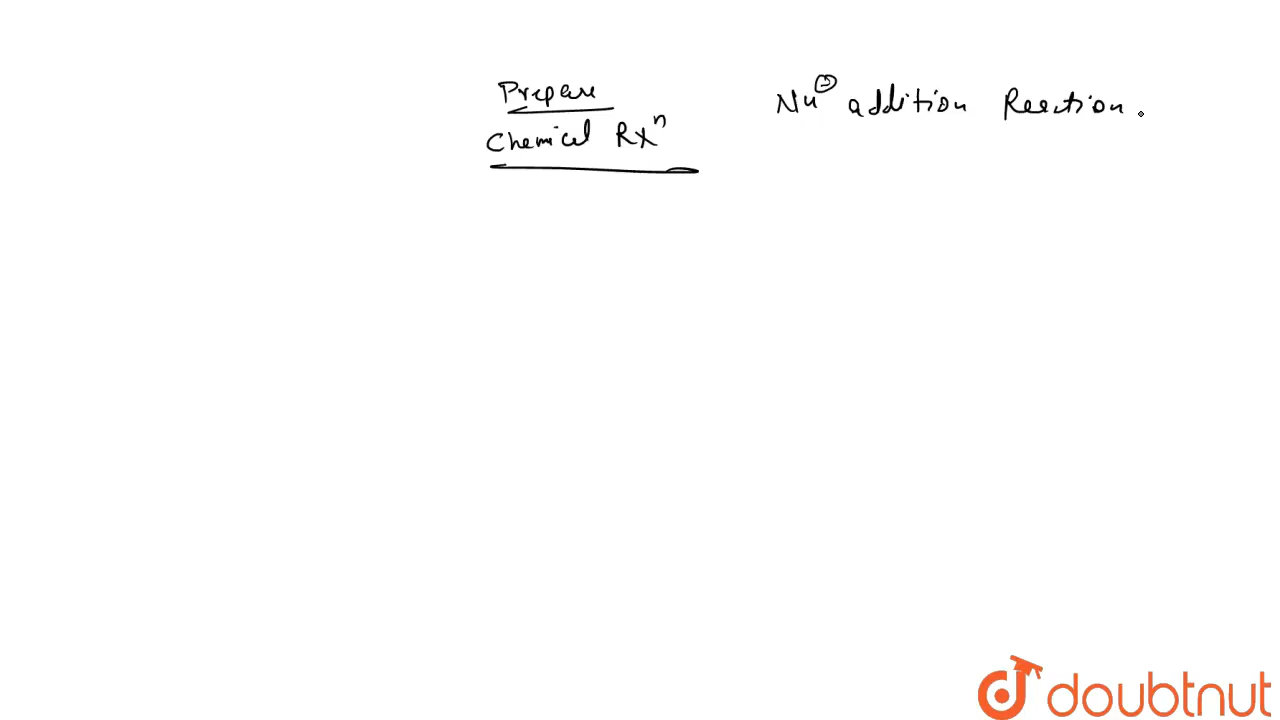 Prepare
Chemical Rxⁿ
Nu⊖ addition Reaction.
doubtnut